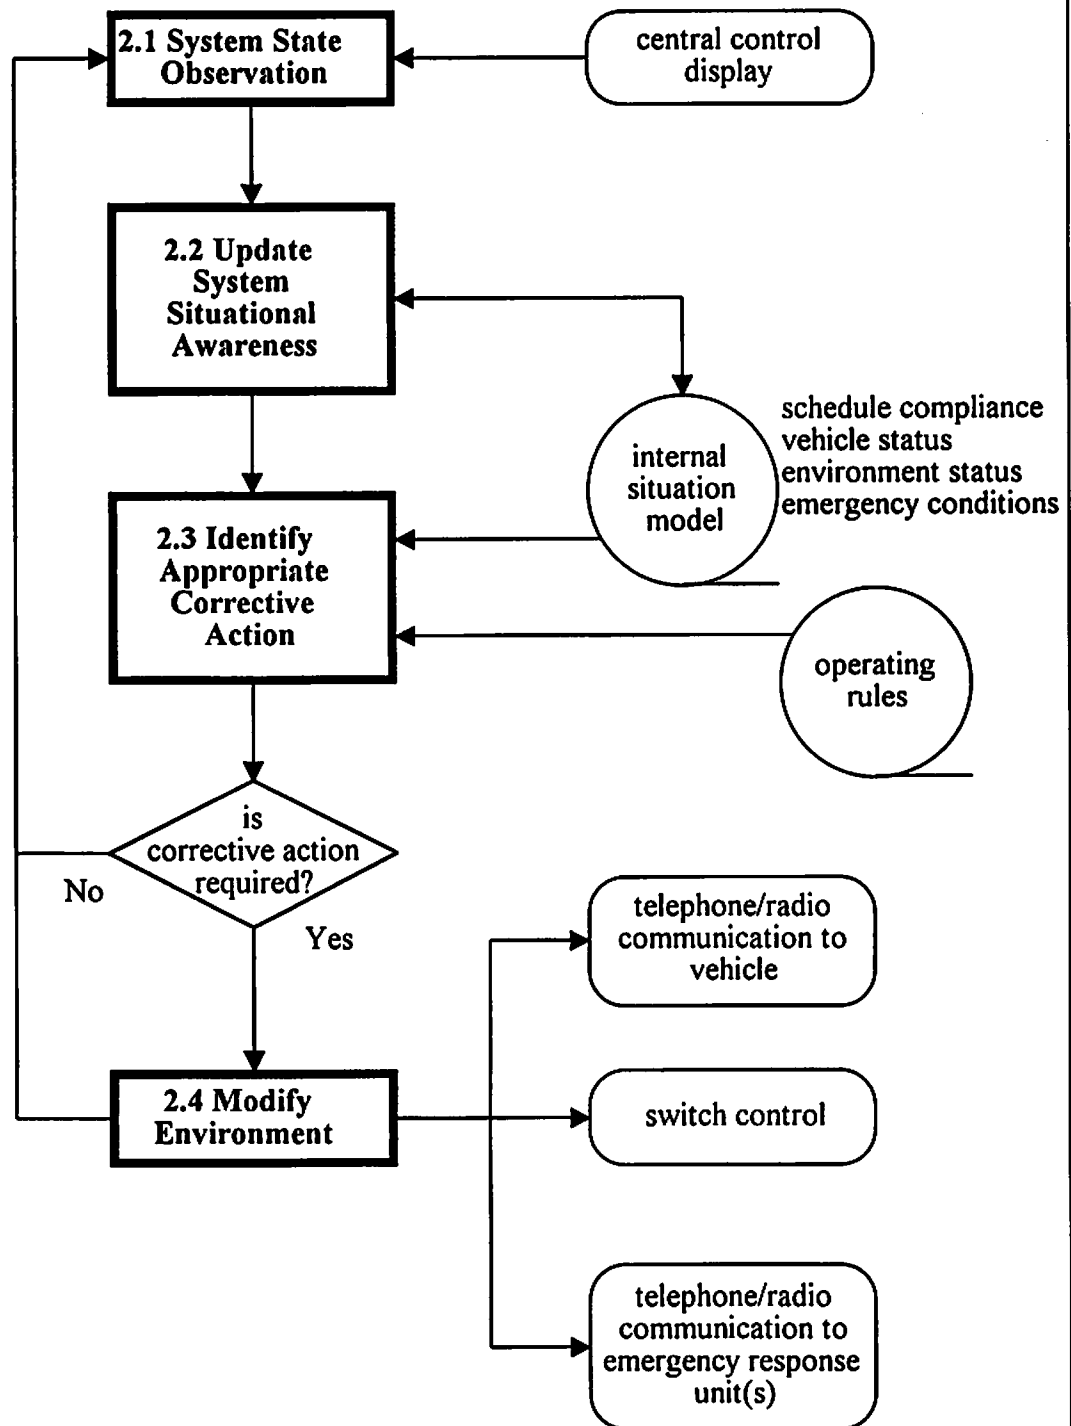 2.1 System State
Observation
central control
display
2.2 Update
System
Situational
Awareness
internal
situation
model
schedule compliance
vehicle status
environment status
emergency conditions
2.3 Identify
Appropriate
Corrective
Action
operating
rules
is
corrective action
required?
No
Yes
telephone/radio
communication to
vehicle
2.4 Modify
Environment
switch control
telephone/radio
communication to
emergency response
unit(s)